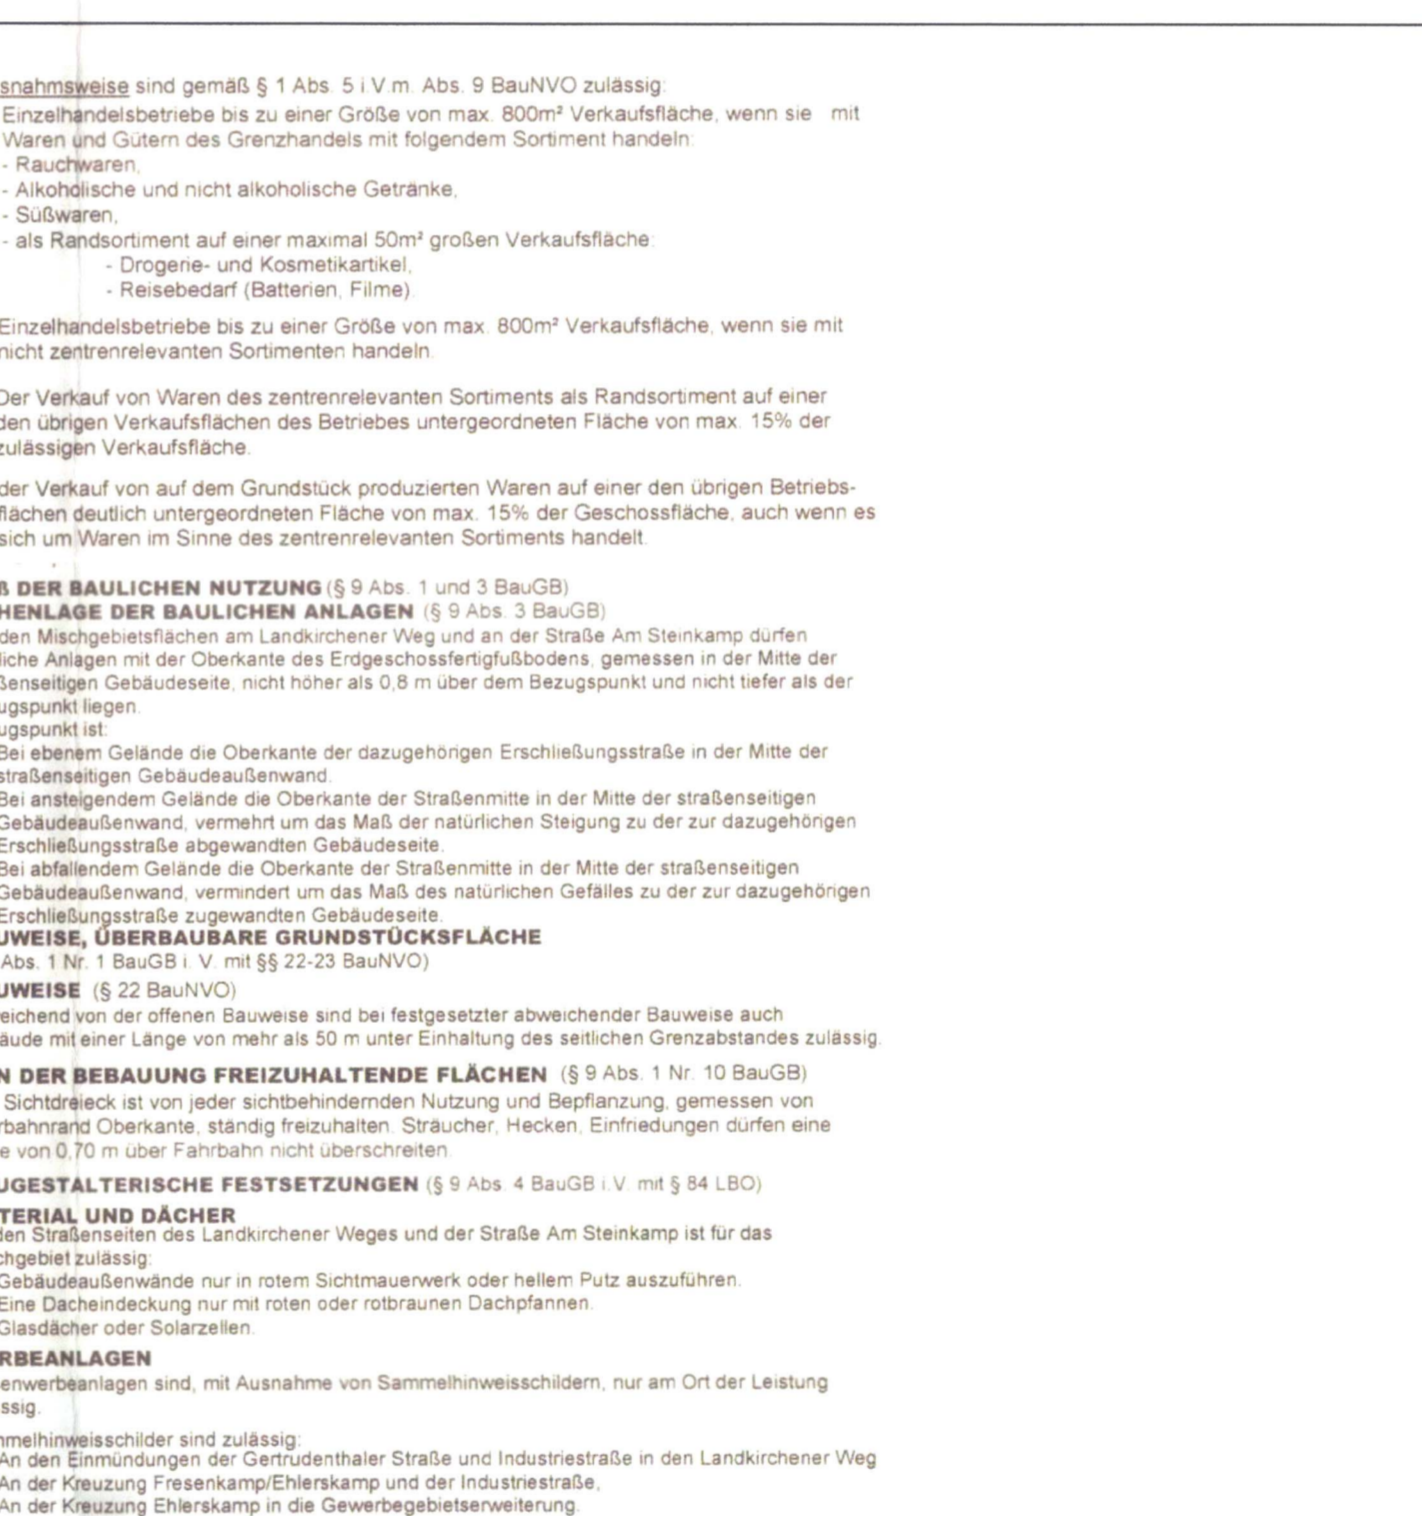 snahmsweise sind gemäß § 1 Abs. 5 i.V.m. Abs. 9 BauNVO zulässig:
Einzelhandelsbetriebe bis zu einer Größe von max. 800m² Verkaufsfläche, wenn sie mit
Waren und Gütern des Grenzhandels mit folgendem Sortiment handeln:
- Rauchwaren,
- Alkoholische und nicht alkoholische Getränke,
- Süßwaren,
- als Randsortiment auf einer maximal 50m² großen Verkaufsfläche:
- Drogerie- und Kosmetikartikel,
- Reisebedarf (Batterien, Filme).
Einzelhandelsbetriebe bis zu einer Größe von max. 800m² Verkaufsfläche, wenn sie mit
nicht zentrenrelevanten Sortimenten handeln.
Der Verkauf von Waren des zentrenrelevanten Sortiments als Randsortiment auf einer
den übrigen Verkaufsflächen des Betriebes untergeordneten Fläche von max. 15% der
zulässigen Verkaufsfläche.
der Verkauf von auf dem Grundstück produzierten Waren auf einer den übrigen Betriebs-
flächen deutlich untergeordneten Fläche von max. 15% der Geschossfläche, auch wenn es
sich um Waren im Sinne des zentrenrelevanten Sortiments handelt.
ß DER BAULICHEN NUTZUNG (§ 9 Abs. 1 und 3 BauGB)
HENLAGE DER BAULICHEN ANLAGEN (§ 9 Abs. 3 BauGB)
den Mischgebietsflächen am Landkirchener Weg und an der Straße Am Steinkamp dürfen
liche Anlagen mit der Oberkante des Erdgeschossfertigfußbodens, gemessen in der Mitte der
ßenseitigen Gebäudeseite, nicht höher als 0,8 m über dem Bezugspunkt und nicht tiefer als der
ugspunkt liegen.
ugspunkt ist:
Bei ebenem Gelände die Oberkante der dazugehörigen Erschließungsstraße in der Mitte der
straßenseitigen Gebäudeaußenwand.
Bei ansteigendem Gelände die Oberkante der Straßenmitte in der Mitte der straßenseitigen
Gebäudeaußenwand, vermehrt um das Maß der natürlichen Steigung zu der zur dazugehörigen
Erschließungsstraße abgewandten Gebäudeseite.
Bei abfallendem Gelände die Oberkante der Straßenmitte in der Mitte der straßenseitigen
Gebäudeaußenwand, vermindert um das Maß des natürlichen Gefälles zu der zur dazugehörigen
Erschließungsstraße zugewandten Gebäudeseite.
UWEISE, ÜBERBAUBARE GRUNDSTÜCKSFLÄCHE
Abs. 1 Nr. 1 BauGB i. V. mit §§ 22-23 BauNVO)
UWEISE (§ 22 BauNVO)
eichend von der offenen Bauweise sind bei festgesetzter abweichender Bauweise auch
äude mit einer Länge von mehr als 50 m unter Einhaltung des seitlichen Grenzabstandes zulässig.
N DER BEBAUUNG FREIZUHALTENDE FLÄCHEN (§ 9 Abs. 1 Nr. 10 BauGB)
Sichtdreieck ist von jeder sichtbehindernden Nutzung und Bepflanzung, gemessen von
rbahnrand Oberkante, ständig freizuhalten. Sträucher, Hecken, Einfriedungen dürfen eine
e von 0,70 m über Fahrbahn nicht überschreiten.
UGESTALTERISCHE FESTSETZUNGEN (§ 9 Abs. 4 BauGB i.V. mit § 84 LBO)
TERIAL UND DÄCHER
den Straßenseiten des Landkirchener Weges und der Straße Am Steinkamp ist für das
chgebiet zulässig:
Gebäudeaußenwände nur in rotem Sichtmauerwerk oder hellem Putz auszuführen.
Eine Dacheindeckung nur mit roten oder rotbraunen Dachpfannen.
Glasdächer oder Solarzellen.
RBEANLAGEN
enwerbeanlagen sind, mit Ausnahme von Sammelhinweisschildern, nur am Ort der Leistung
ssig.
nmelhinweisschilder sind zulässig:
An den Einmündungen der Gertrudenthaler Straße und Industriestraße in den Landkirchener Weg
An der Kreuzung Fresenkamp/Ehlerskamp und der Industriestraße,
An der Kreuzung Ehlerskamp in die Gewerbegebietserweiterung.